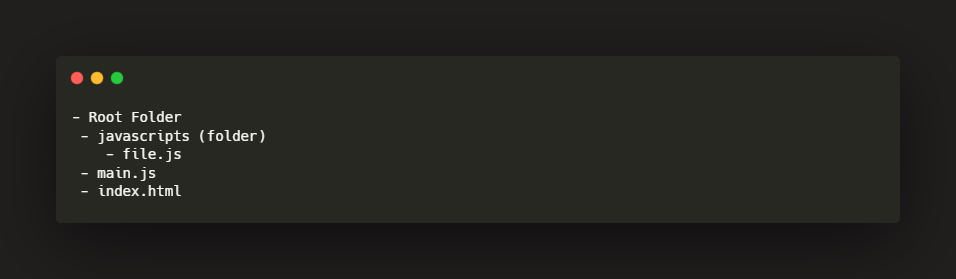 - Root Folder
- javascripts (folder)
- file.js
- main.js
- index.html